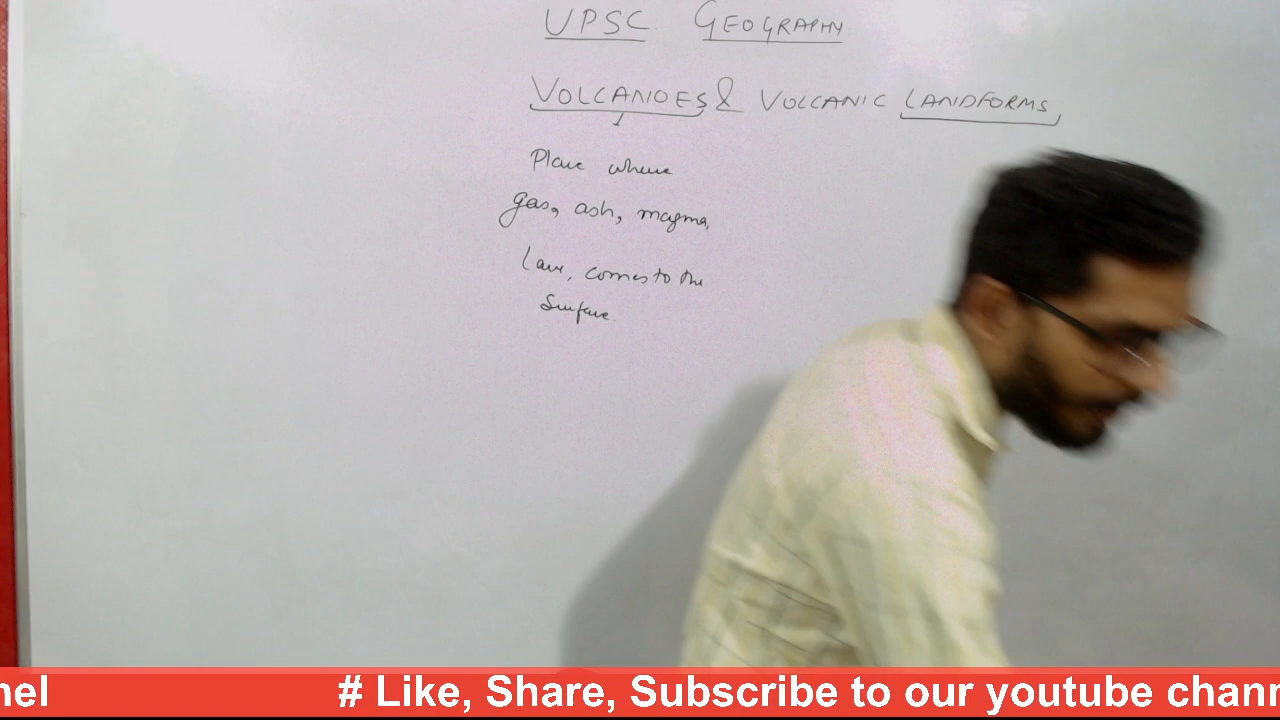 UPSC GEOGRAPHY
VOLCANOES & VOLCANIC LANDFORMS
Place where
gas, ash, magma,
Lava, comes to the
Surface.
nel # Like, Share, Subscribe to our youtube chann